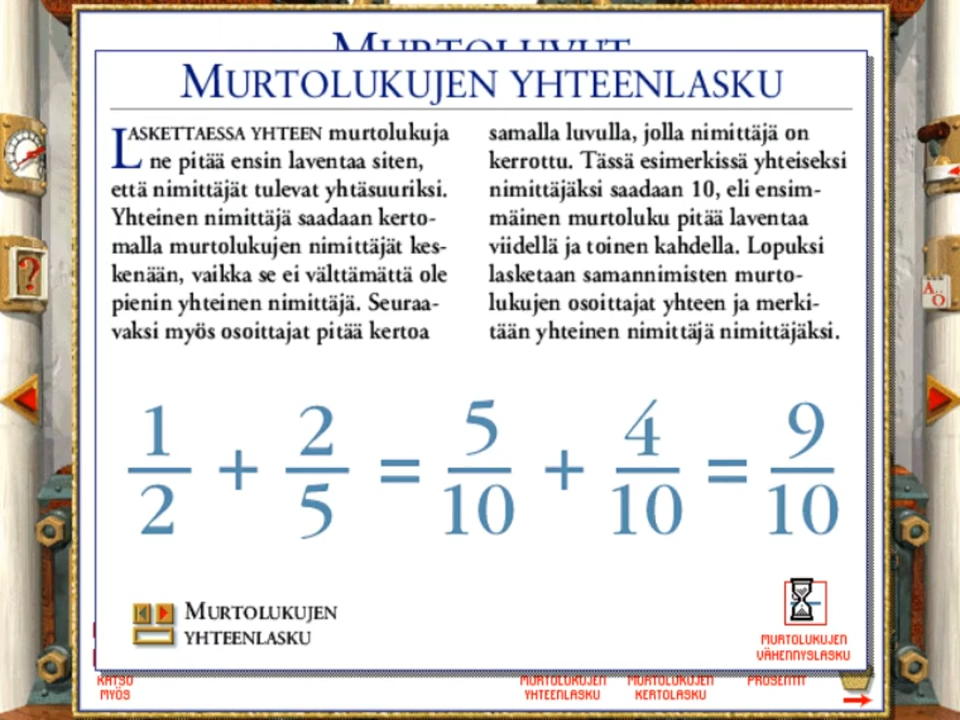 MURTOLUVUT
MURTOLUKUJEN YHTEENLASKU
LASKETTAESSA YHTEEN murtolukuja
ne pitää ensin laventaa siten,
että nimittäjät tulevat yhtäsuuriksi.
Yhteinen nimittäjä saadaan kerto-
malla murtolukujen nimittäjät kes-
kenään, vaikka se ei välttämättä ole
pienin yhteinen nimittäjä. Seuraa-
vaksi myös osoittajat pitää kertoa
samalla luvulla, jolla nimittäjä on
kerrottu. Tässä esimerkissä yhteiseksi
nimittäjäksi saadaan 10, eli ensim-
mäinen murtoluku pitää laventaa
viidellä ja toinen kahdella. Lopuksi
lasketaan samannimisten murto-
lukujen osoittajat yhteen ja merki-
tään yhteinen nimittäjä nimittäjäksi.
1/2 + 2/5 = 5/10 + 4/10 = 9/10
MURTOLUKUJEN
YHTEENLASKU
MURTOLUKUJEN
VÄHENNYSLASKU
KATSO
MYÖS
MURTOLUKUJEN
YHTEENLASKU
MURTOLUKUJEN
KERTOLASKU
PROSENTIT
?
A...
O